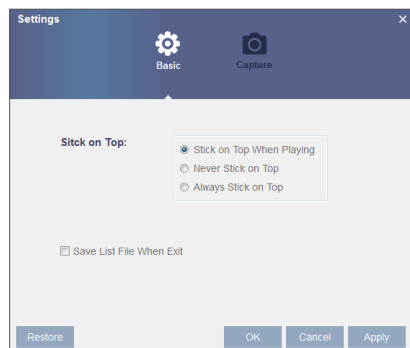 Settings
Basic
Capture
Sitck on Top:
Stick on Top When Playing
Never Stick on Top
Always Stick on Top
Save List File When Exit
Restore
OK
Cancel
Apply